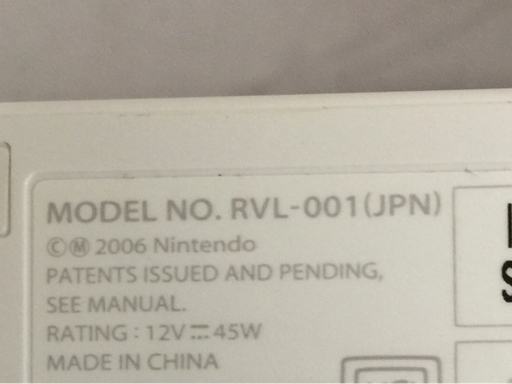 MODEL NO. RVL-001(JPN)
©Ⓜ 2006 Nintendo
PATENTS ISSUED AND PENDING,
SEE MANUAL.
RATING : 12V⎓45W
MADE IN CHINA